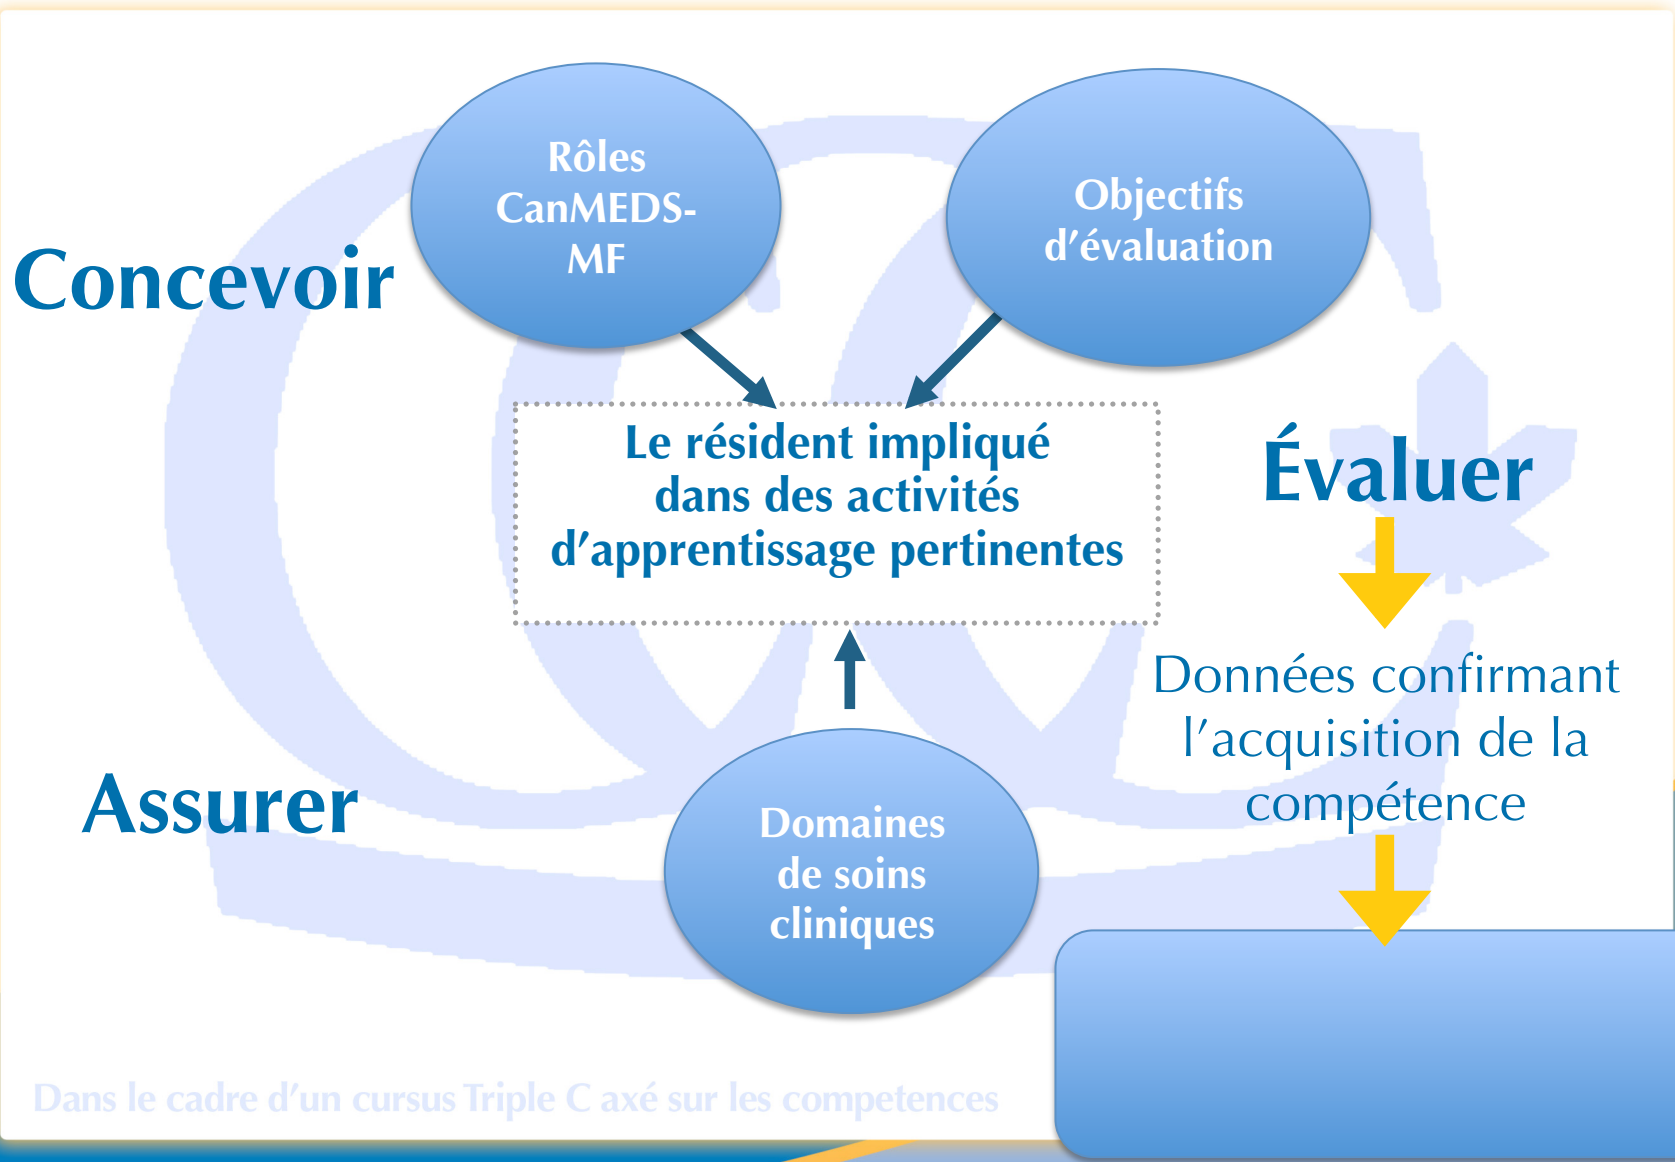 Rôles
CanMEDS-
MF
Objectifs
d’évaluation
Concevoir
Le résident impliqué
dans des activités
d’apprentissage pertinentes
Évaluer
Données confirmant
l’acquisition de la
compétence
Assurer
Domaines
de soins
cliniques
Dans le cadre d’un cursus Triple C axé sur les competences